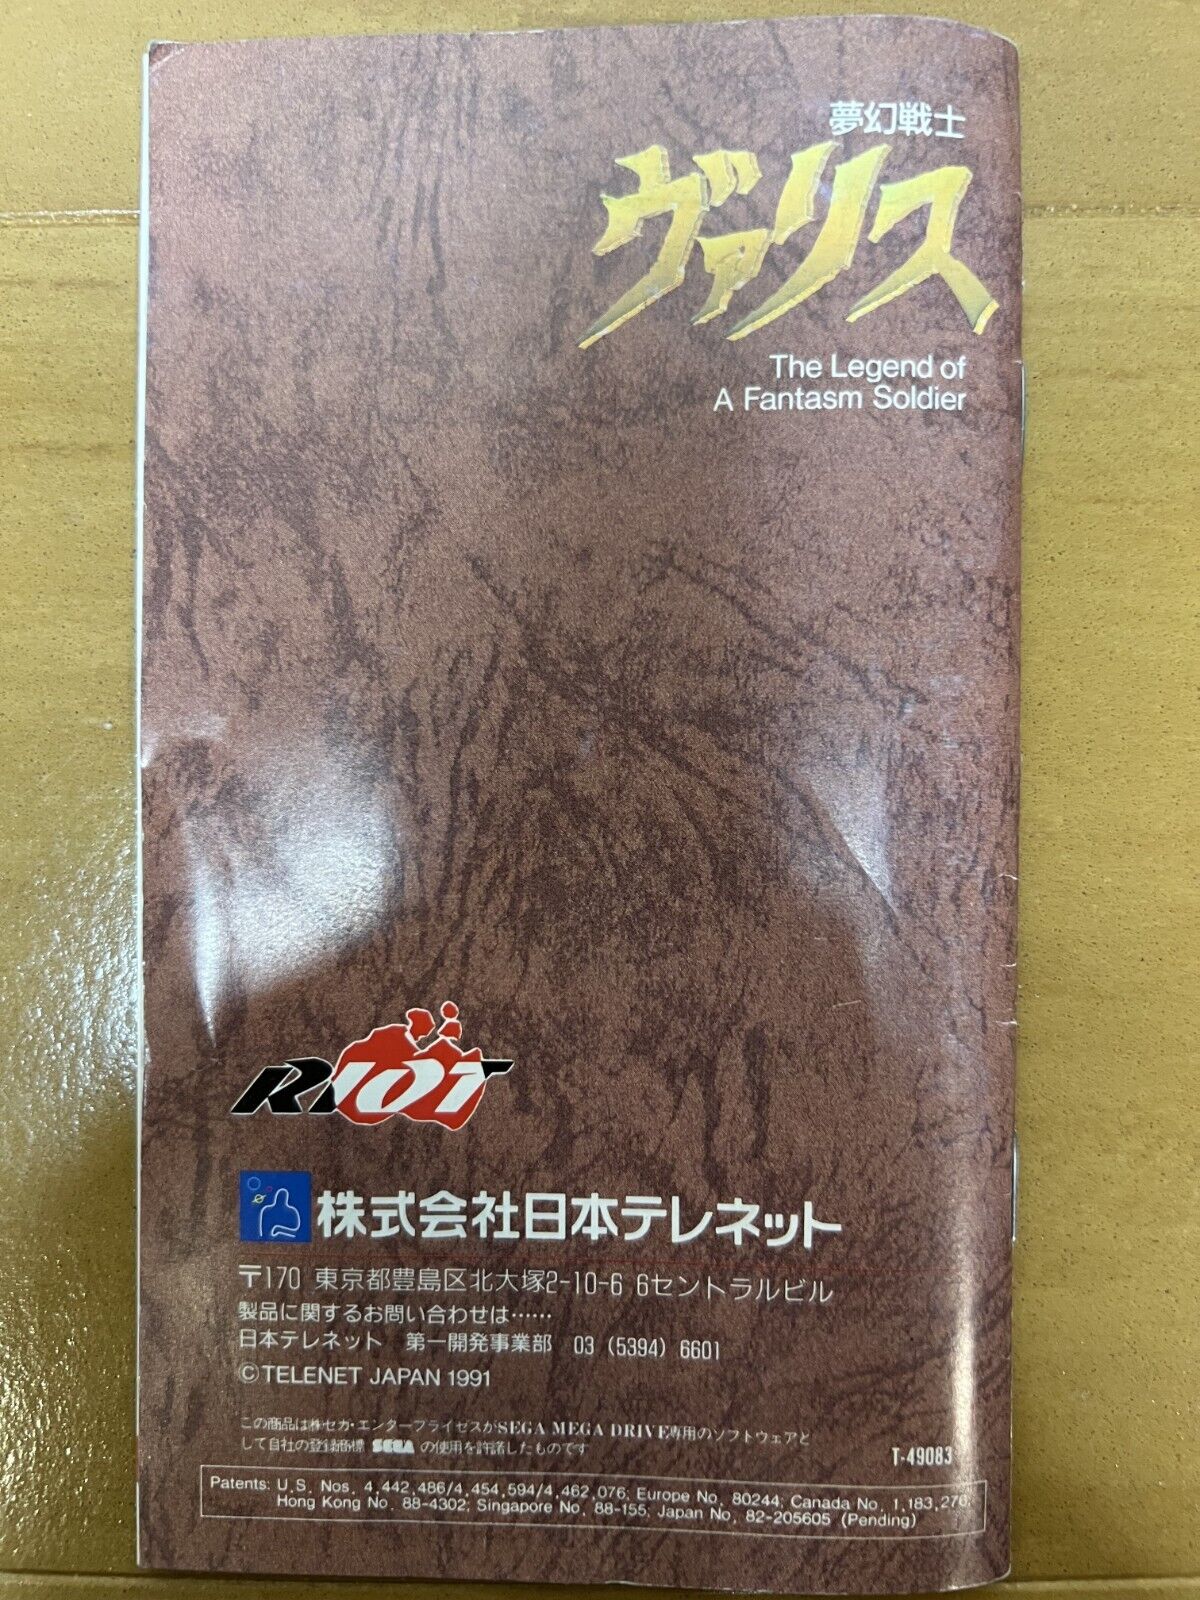 夢幻戦士
ヴァリス
The Legend of
A Fantasm Soldier
RIOT
株式会社日本テレネット
〒170 東京都豊島区北大塚2-10-6 6セントラルビル
製品に関するお問い合わせは……
日本テレネット 第一開発事業部 03 (5394) 6601
©TELENET JAPAN 1991
この商品は㈱セガ・エンタープライゼスがSEGA MEGA DRIVE専用のソフトウェアと
して自社の登録商標 SEGA の使用を許諾したものです
T-49083
Patents: U.S. Nos. 4,442,486/4,454,594/4,462,076; Europe No. 80244; Canada No. 1,183,276;
Hong Kong No. 88-4302; Singapore No. 88-155; Japan No. 82-205605 (Pending)